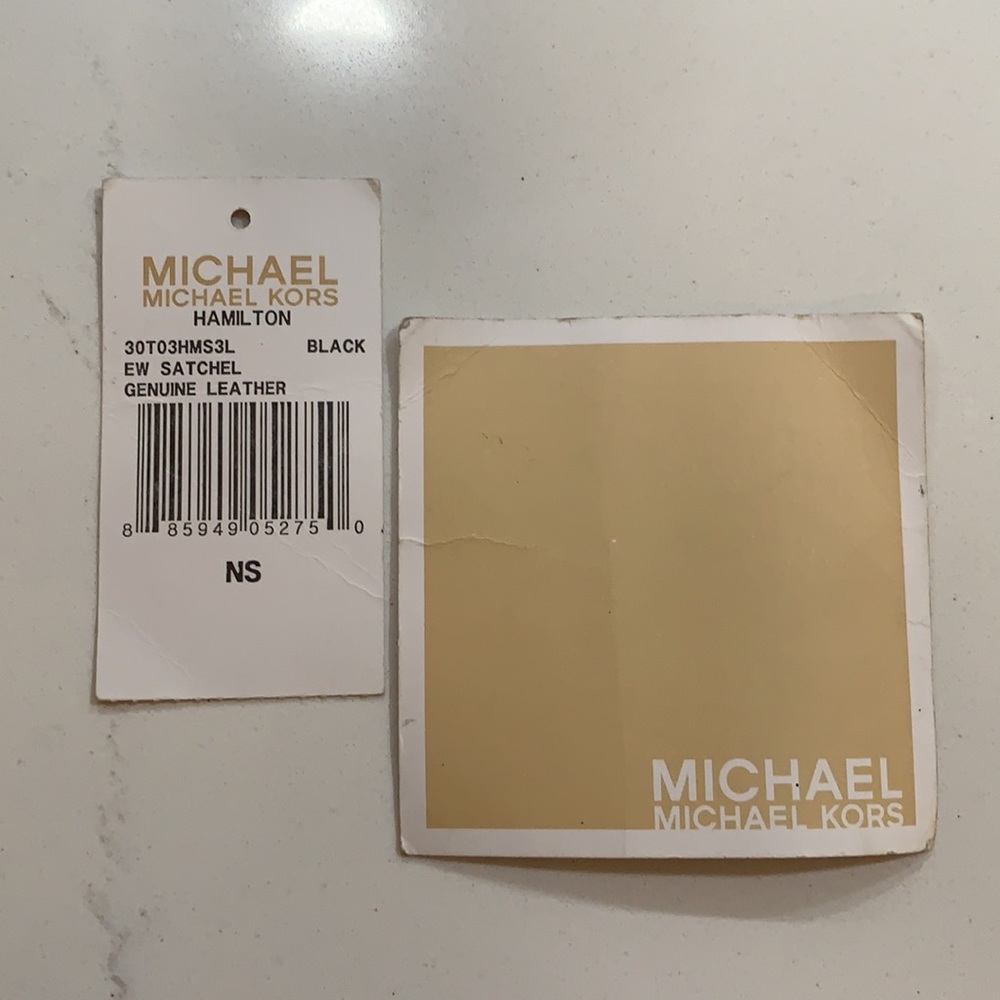 MICHAEL
MICHAEL KORS
HAMILTON
30T03HMS3L BLACK
EW SATCHEL
GENUINE LEATHER
8 85949 05275 0
NS
MICHAEL
MICHAEL KORS